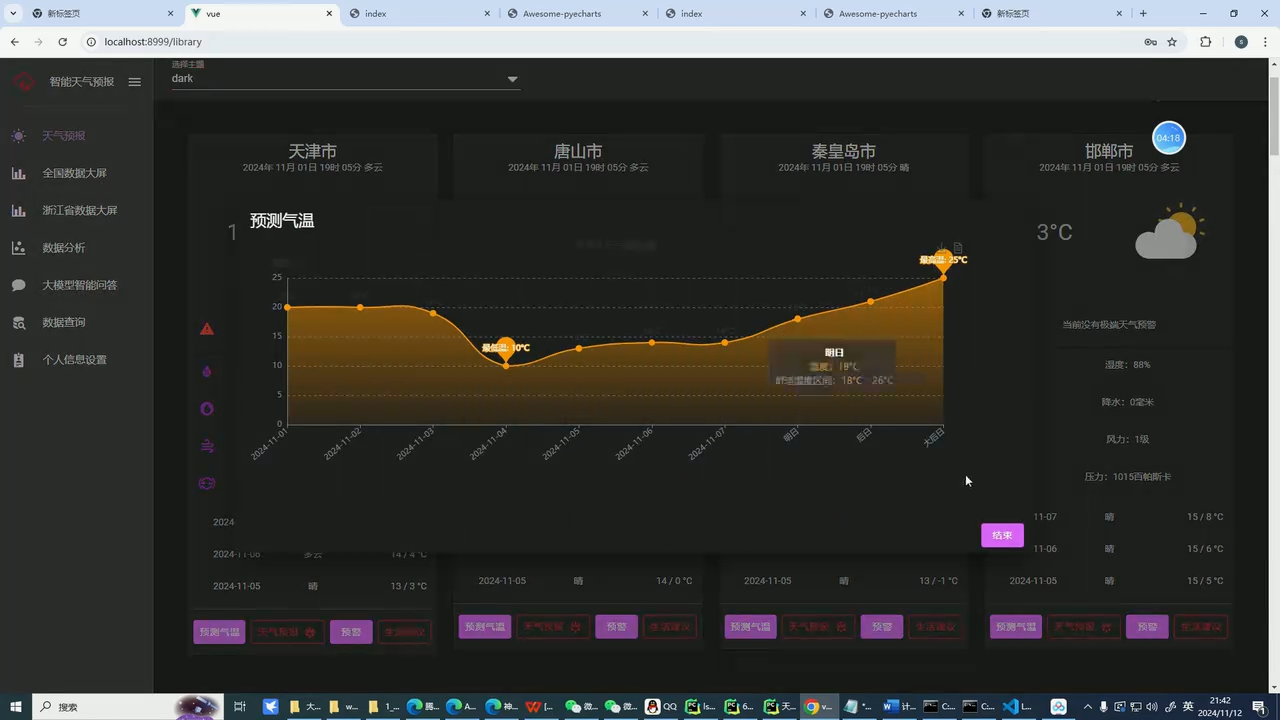 新标签页
vue
index
Awesome-pyecharts
index
Awesome-pyecharts
新标签页
localhost:8999/library
智能天气预报
选择主题
dark
天气预报
全国数据大屏
浙江省数据大屏
数据分析
大模型智能问答
数据查询
个人信息设置
天津市
2024年 11月 01日 19时 05分 多云
唐山市
2024年 11月 01日 19时 05分 多云
秦皇岛市
2024年 11月 01日 19时 05分 晴
邯郸市
2024年 11月 01日 19时 05分 多云
04:18
1
预测气温
3°C
最高温: 25°C
25
20
15
10
5
0
最低温: 10°C
明日
温度: 18°C
舒适温度区间: 18°C 26°C
2024-11-01
2024-11-02
2024-11-03
2024-11-04
2024-11-05
2024-11-06
2024-11-07
明日
后日
大后日
结束
当前没有极端天气预警
湿度: 88%
降水: 0毫米
风力: 1级
压力: 1015百帕斯卡
2024
11-07 晴 15 / 8 °C
2024-11-06 多云 14 / 4 °C
11-06 晴 15 / 6 °C
2024-11-05 晴 13 / 3 °C
2024-11-05 晴 14 / 0 °C
2024-11-05 晴 13 / -1 °C
2024-11-05 晴 15 / 5 °C
预测气温 天气预报 预警 生活建议
预测气温 天气预报 预警 生活建议
预测气温 天气预报 预警 生活建议
预测气温 天气预报 预警 生活建议
搜索
QQ
21:42
2024/11/12